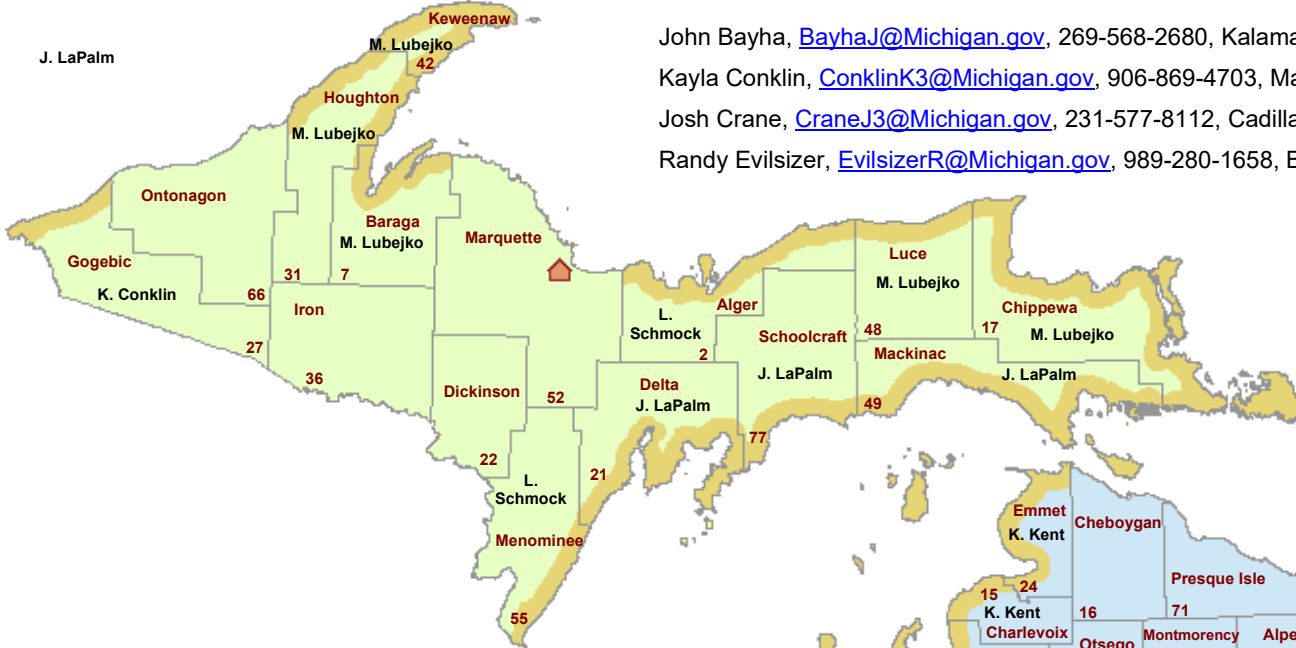 Keweenaw
M. Lubejko
42
J. LaPalm
John Bayha, BayhaJ@Michigan.gov, 269-568-2680,
Kayla Conklin, ConklinK3@Michigan.gov, 906-869-4703,
Josh Crane, CraneJ3@Michigan.gov, 231-577-8112,
Randy Evilsizer, EvilsizerR@Michigan.gov, 989-280-1658,
Houghton
M. Lubejko
31
Ontonagon
66
Baraga
M. Lubejko
7
Marquette
52
Gogebic
K. Conklin
27
Iron
36
Dickinson
22
L.
Schmock
Alger
2
Schoolcraft
J. LaPalm
77
Luce
M. Lubejko
48
Chippewa
M. Lubejko
17
Mackinac
J. LaPalm
49
Delta
J. LaPalm
21
L.
Schmock
Menominee
55
Emmet
K. Kent
24
Cheboygan
16
Presque Isle
71
15
K. Kent
Charlevoix
Otsego
Montmorency